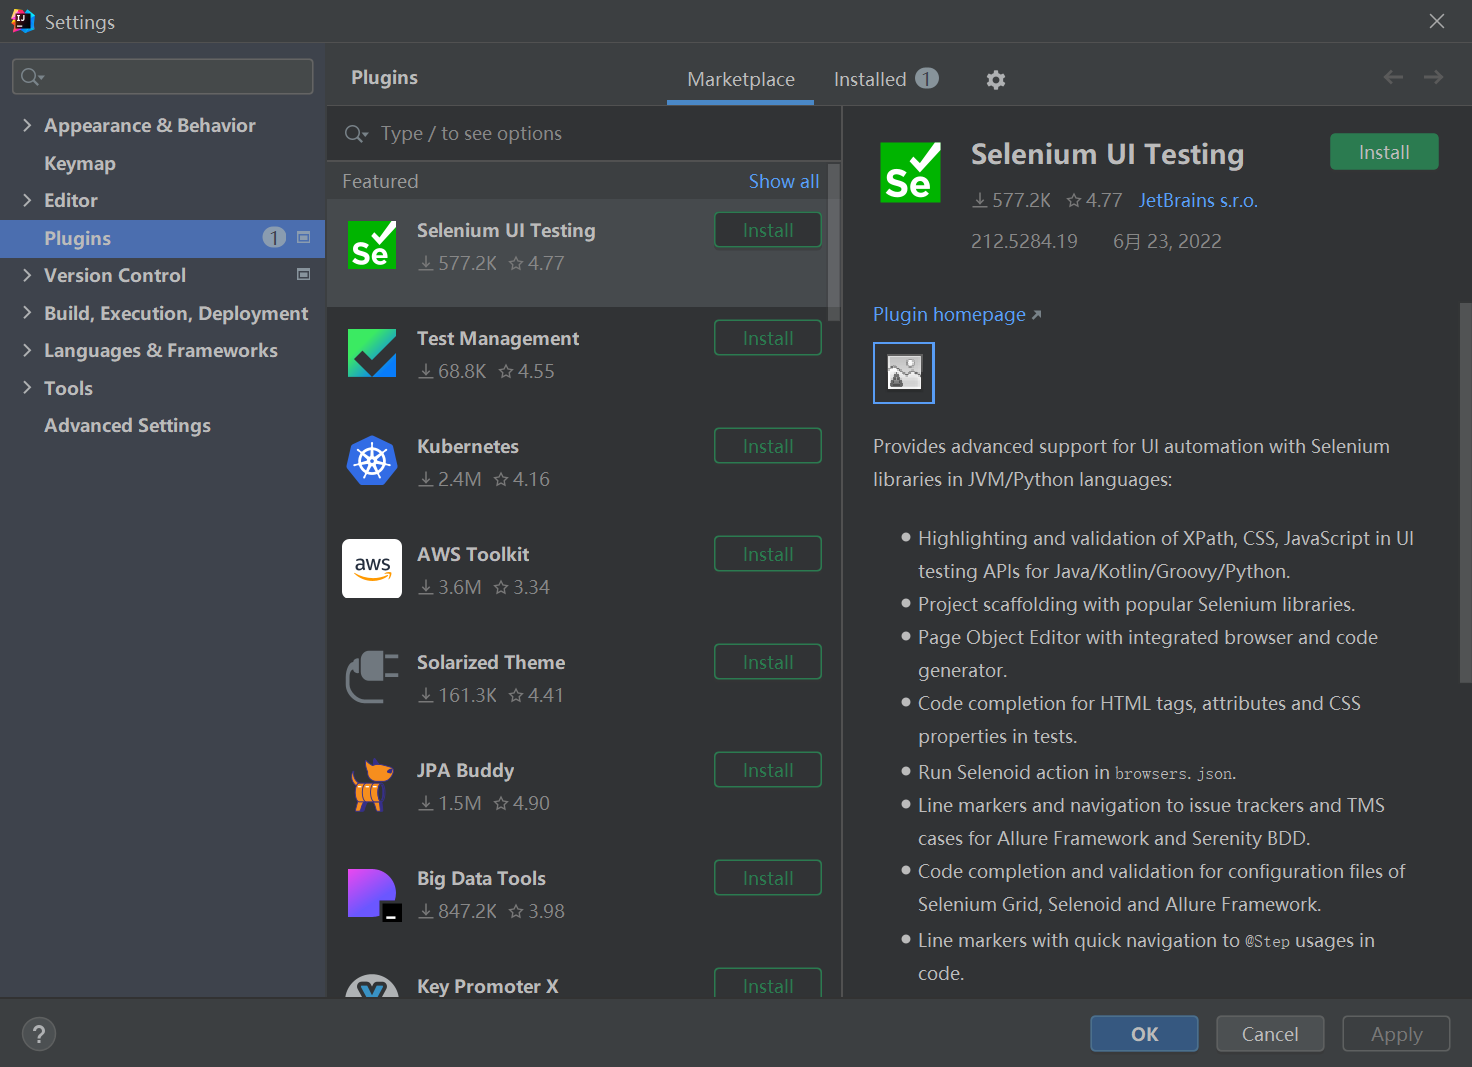 Settings
Appearance & Behavior
Keymap
Editor
Plugins 1
Version Control
Build, Execution, Deployment
Languages & Frameworks
Tools
Advanced Settings
Plugins
Marketplace
Installed 1
Type / to see options
Featured
Show all
Selenium UI Testing
Install
577.2K 4.77
Test Management
Install
68.8K 4.55
Kubernetes
Install
2.4M 4.16
aws
AWS Toolkit
Install
3.6M 3.34
Solarized Theme
Install
161.3K 4.41
JPA Buddy
Install
1.5M 4.90
Big Data Tools
Install
847.2K 3.98
Key Promoter X
Install
Se
Se
Selenium UI Testing
Install
577.2K 4.77 JetBrains s.r.o.
212.5284.19 6月 23, 2022
Plugin homepage
Provides advanced support for UI automation with Selenium
libraries in JVM/Python languages:
Highlighting and validation of XPath, CSS, JavaScript in UI
testing APIs for Java/Kotlin/Groovy/Python.
Project scaffolding with popular Selenium libraries.
Page Object Editor with integrated browser and code
generator.
Code completion for HTML tags, attributes and CSS
properties in tests.
Run Selenoid action in browsers.json.
Line markers and navigation to issue trackers and TMS
cases for Allure Framework and Serenity BDD.
Code completion and validation for configuration files of
Selenium Grid, Selenoid and Allure Framework.
Line markers with quick navigation to @Step usages in
code.
?
OK
Cancel
Apply